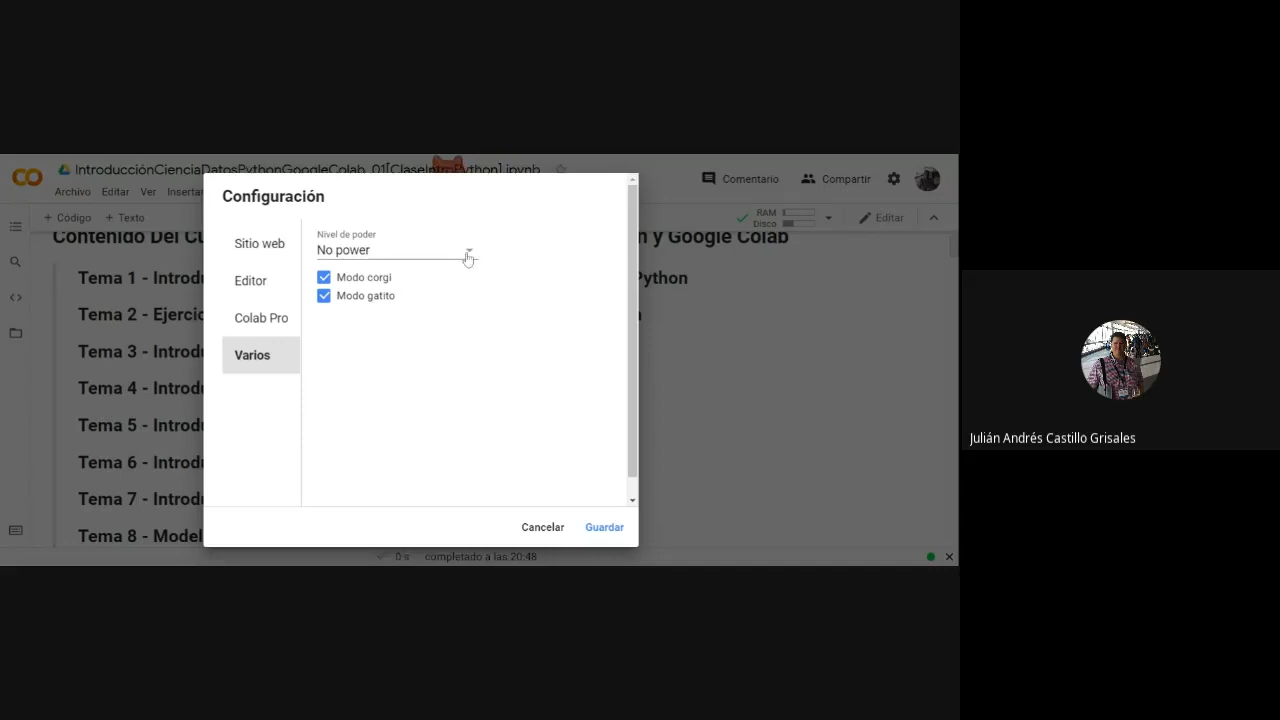 IntroducciónCienciaDatosPythonGoogleColab_01[ClaseIntroPython].ipynb
Archivo Editar Ver Insertar
Comentario Compartir
+ Código + Texto
RAM
Disco
Editar
Contenido Del Cu
n y Google Colab
Tema 1 - Introdu
Python
Tema 2 - Ejercic
Tema 3 - Introdu
Tema 4 - Introdu
Tema 5 - Introdu
Tema 6 - Introdu
Tema 7 - Introdu
Tema 8 - Model
Configuración
Sitio web
Editor
Colab Pro
Varios
Nivel de poder
No power
Modo corgi
Modo gatito
Cancelar Guardar
0 s completado a las 20:48
Julián Andrés Castillo Grisales